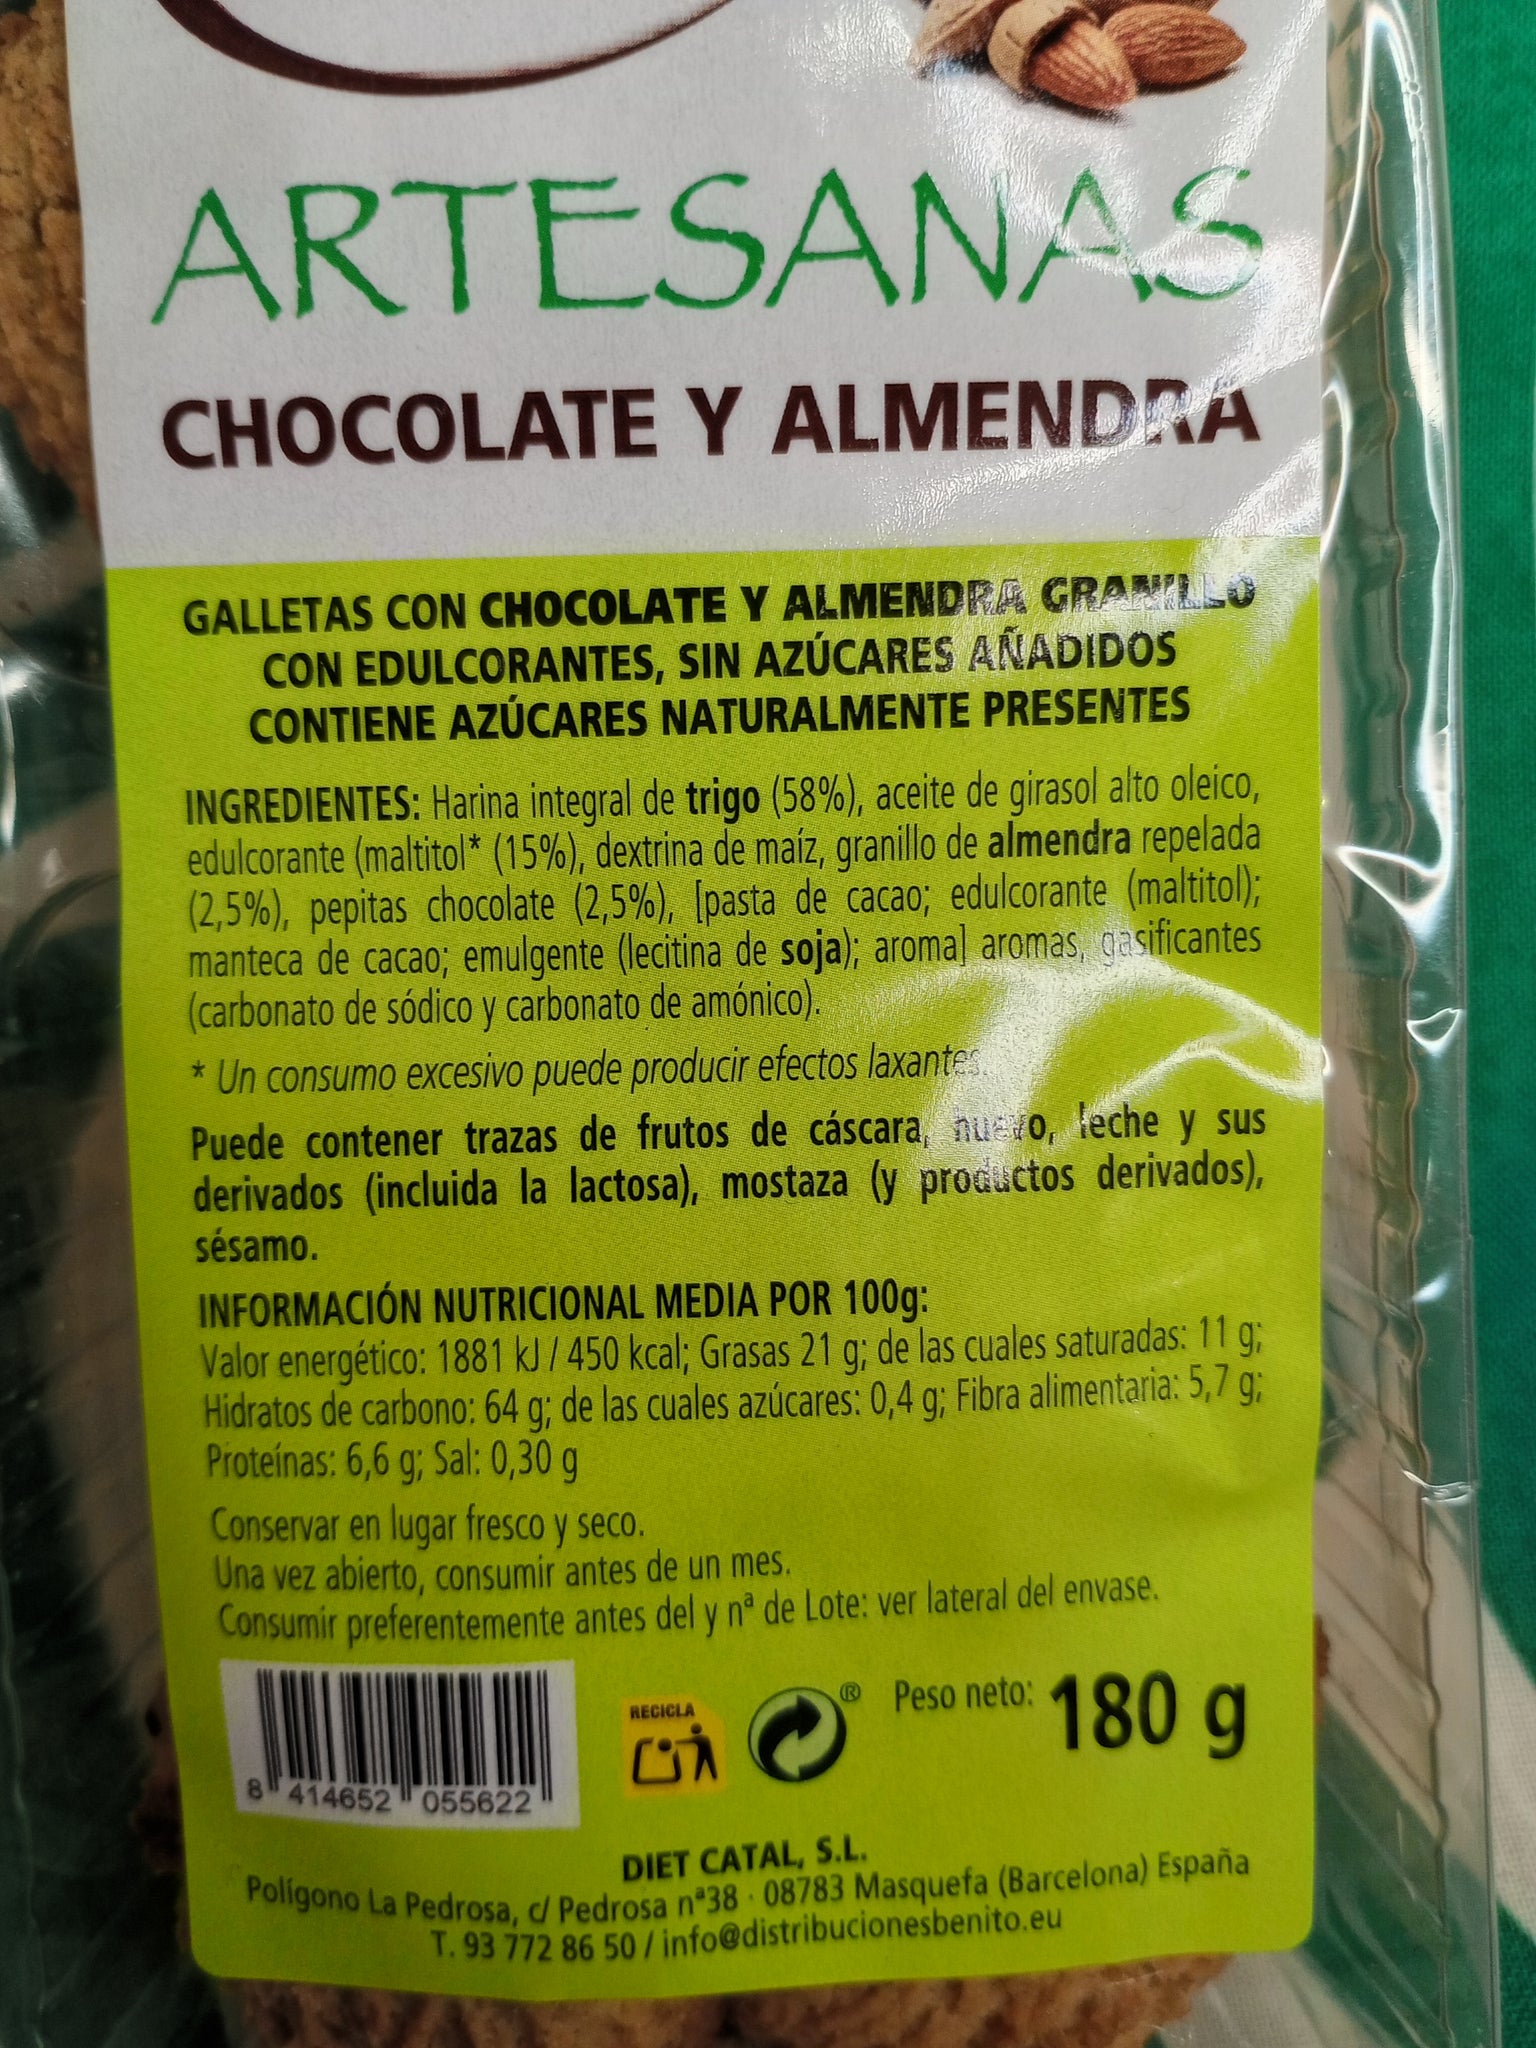 ARTESANAS
CHOCOLATE Y ALMENDRA
GALLETAS CON CHOCOLATE Y ALMENDRA GRANILLO
CON EDULCORANTES, SIN AZÚCARES AÑADIDOS
CONTIENE AZÚCARES NATURALMENTE PRESENTES
INGREDIENTES: Harina integral de trigo (58%), aceite de girasol alto oleico,
edulcorante (maltitol* (15%), dextrina de maíz, granillo de almendra repelada
(2,5%), pepitas chocolate (2,5%), [pasta de cacao; edulcorante (maltitol);
manteca de cacao; emulgente (lecitina de soja); aroma] aromas, gasificantes
(carbonato de sódico y carbonato de amónico).
* Un consumo excesivo puede producir efectos laxantes.
Puede contener trazas de frutos de cáscara, huevo, leche y sus
derivados (incluida la lactosa), mostaza (y productos derivados),
sésamo.
INFORMACIÓN NUTRICIONAL MEDIA POR 100g:
Valor energético: 1881 kJ / 450 kcal; Grasas 21 g; de las cuales saturadas: 11 g;
Hidratos de carbono: 64 g; de las cuales azúcares: 0,4 g; Fibra alimentaria: 5,7 g;
Proteínas: 6,6 g; Sal: 0,30 g
Conservar en lugar fresco y seco.
Una vez abierto, consumir antes de un mes.
Consumir preferentemente antes del y nª de Lote: ver lateral del envase.
8 414652 055622
RECICLA
®
Peso neto: 180 g
DIET CATAL, S.L.
Polígono La Pedrosa, c/ Pedrosa nª38 · 08783 Masquefa (Barcelona) España
T. 93 772 86 50 / info@distribucionesbenito.eu